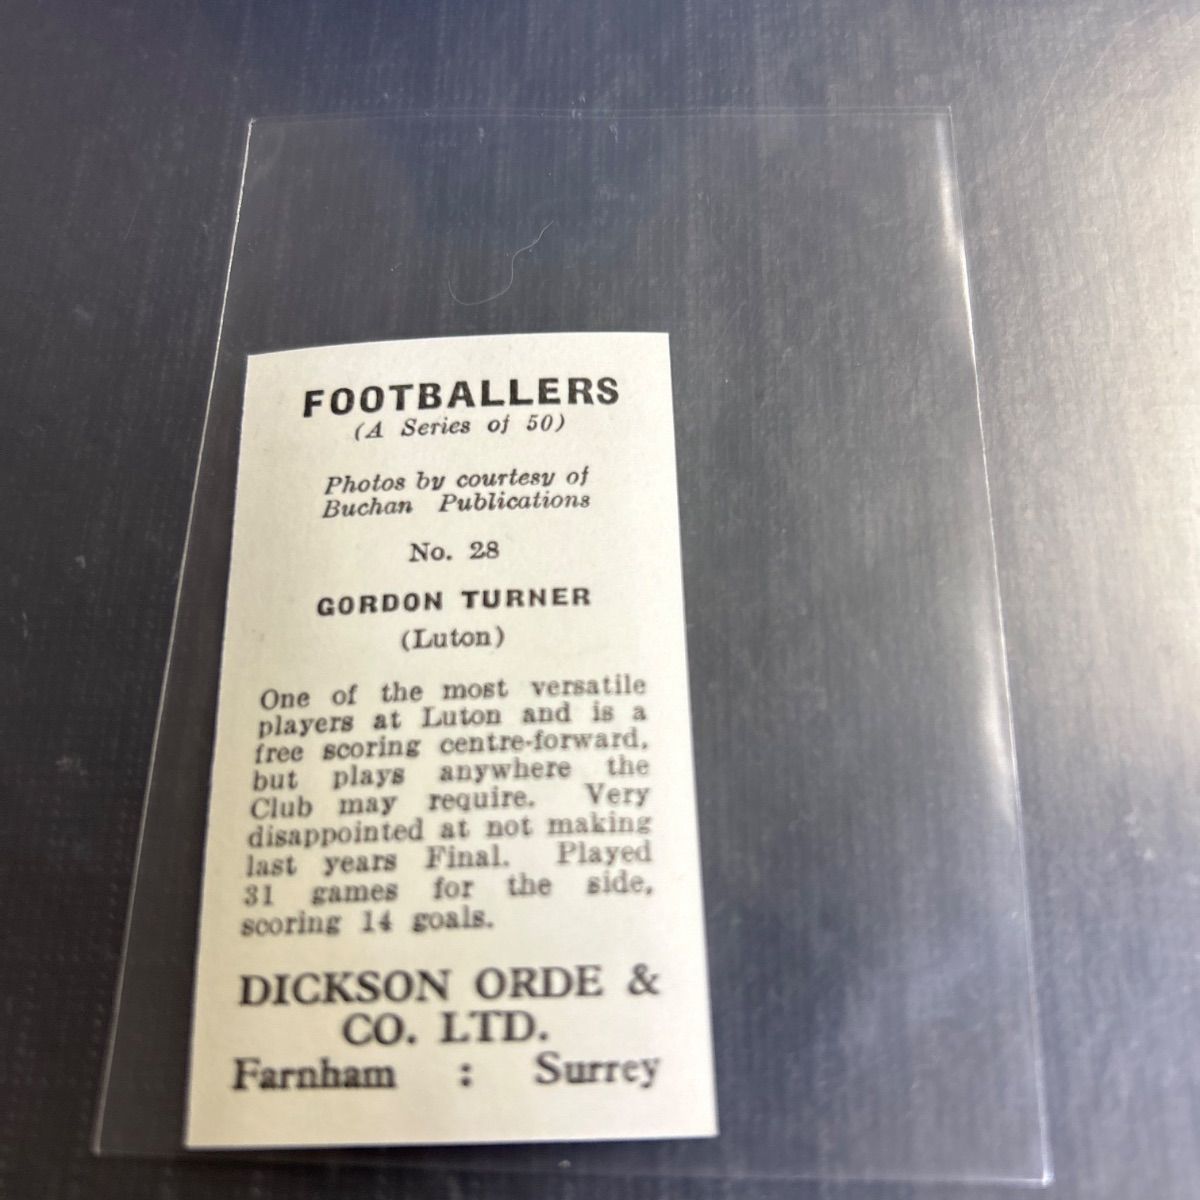 FOOTBALLERS
(A Series of 50)
Photos by courtesy of
Buchan Publications
No. 28
GORDON TURNER
(Luton)
One of the most versatile
players at Luton and is a
free scoring centre-forward,
but plays anywhere the
Club may require. Very
disappointed at not making
last years Final. Played
31 games for the side,
scoring 14 goals.
DICKSON ORDE &
CO. LTD.
Farnham : Surrey